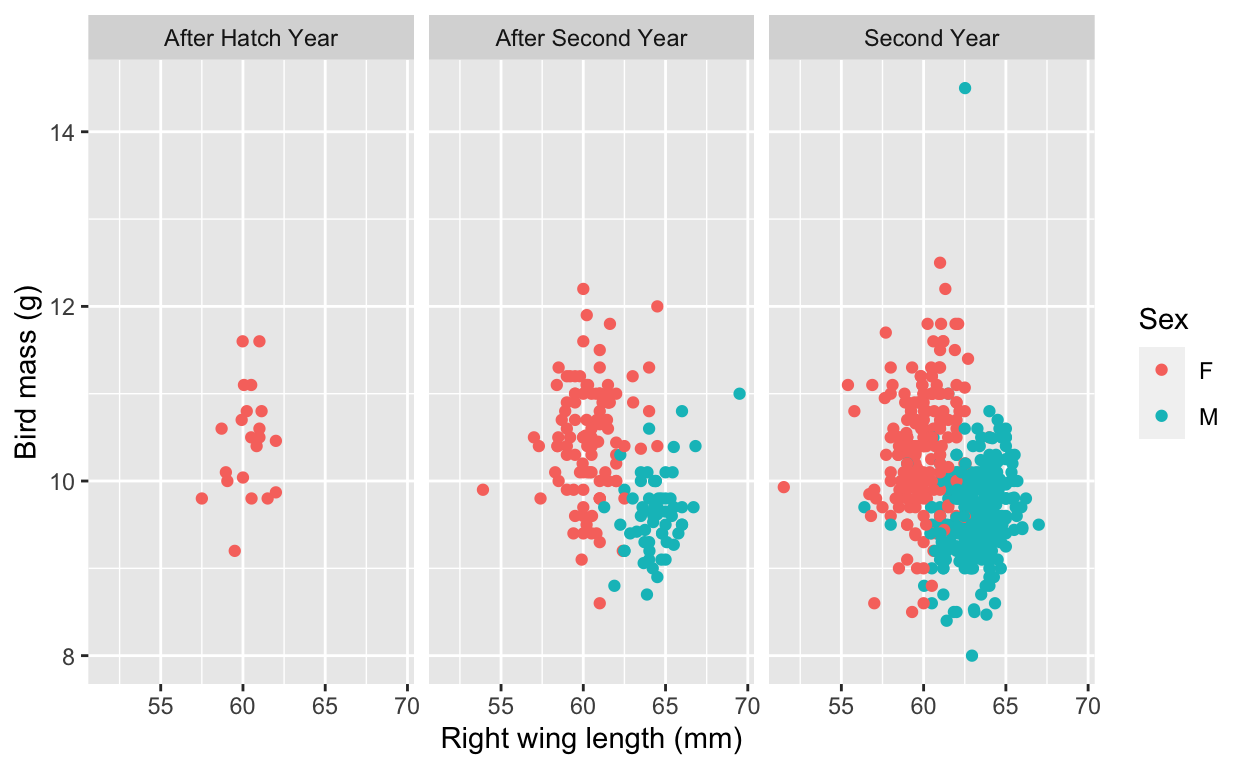 After Hatch Year After Second Year Second Year
14
12
10
8
Bird mass (g)
55 60 65 70 55 60 65 70 55 60 65 70
Right wing length (mm)
Sex
F
M